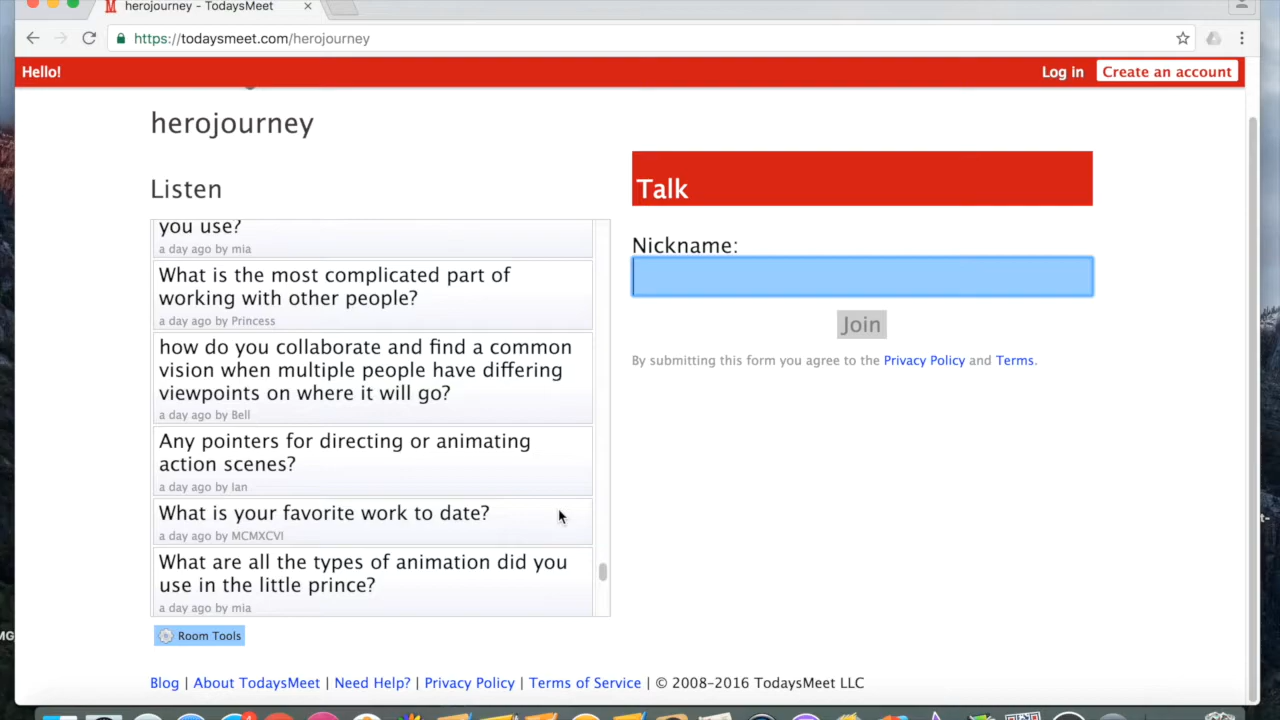 herojourney - TodaysMeet
https://todaysmeet.com/herojourney
Hello!
Log in
Create an account
herojourney
Listen
you use?
a day ago by mia
What is the most complicated part of
working with other people?
a day ago by Princess
how do you collaborate and find a common
vision when multiple people have differing
viewpoints on where it will go?
a day ago by Bell
Any pointers for directing or animating
action scenes?
a day ago by Ian
What is your favorite work to date?
a day ago by MCMXCVI
What are all the types of animation did you
use in the little prince?
a day ago by mia
Room Tools
Talk
Nickname:
Join
By submitting this form you agree to the Privacy Policy and Terms.
Blog | About TodaysMeet | Need Help? | Privacy Policy | Terms of Service | © 2008-2016 TodaysMeet LLC